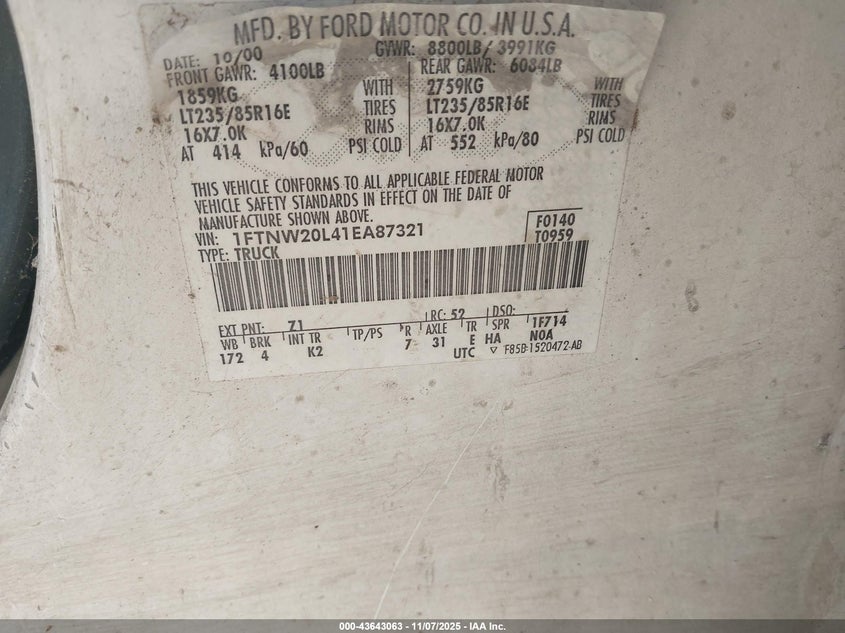 MFD. BY FORD MOTOR CO. IN U.S.A.
DATE: 10/00 GVWR: 8800LB/ 3991KG
FRONT GAWR: 4100LB REAR GAWR: 6084LB
1859KG WITH 2759KG WITH
LT235/85R16E TIRES LT235/85R16E TIRES
16X7.0K RIMS 16X7.0K RIMS
AT 414 kPa/60 PSI COLD AT 552 kPa/80 PSI COLD
THIS VEHICLE CONFORMS TO ALL APPLICABLE FEDERAL MOTOR
VEHICLE SAFETY STANDARDS IN EFFECT ON THE DATE OF
MANUFACTURE SHOWN ABOVE.
VIN: 1FTNW20L41EA87321 F0140
TYPE: TRUCK T0959
EXT PNT: Z1 RC: 52 DSO:
WB BRK INT TR TP/PS R AXLE TR SPR 1F714
172 4 K2 7 31 E HA N0A
UTC F85B-1520472-AB
000-43643063 - 11/07/2025 - IAA Inc.